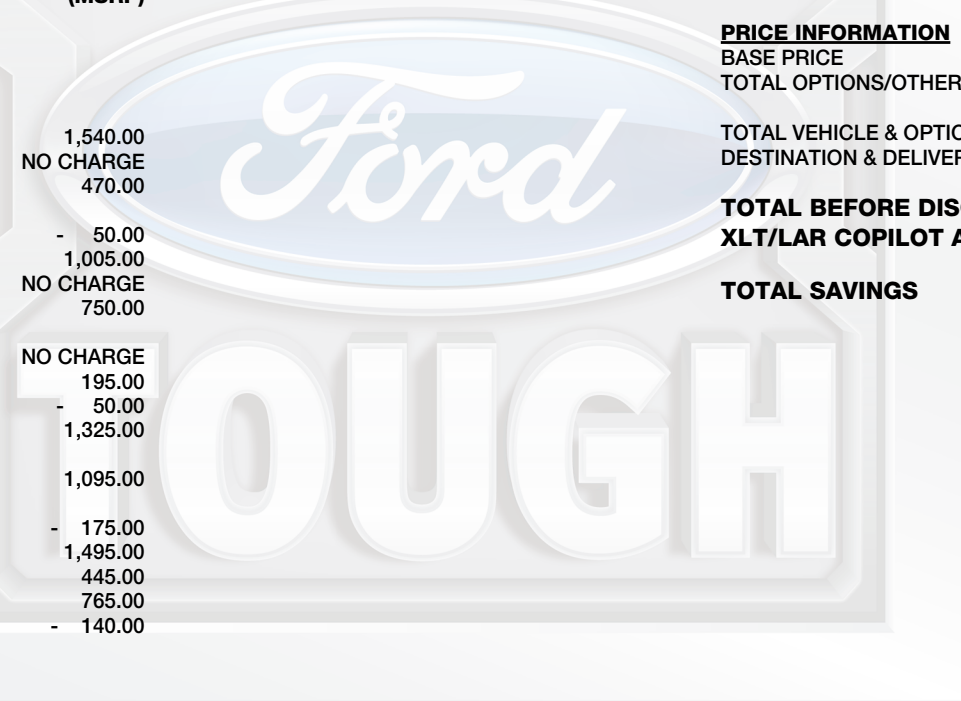 (MSRP)
1,540.00
NO CHARGE
470.00
- 50.00
1,005.00
NO CHARGE
750.00
NO CHARGE
195.00
- 50.00
1,325.00
1,095.00
- 175.00
1,495.00
445.00
765.00
- 140.00
Ford
TOUGH
PRICE INFORMATION
BASE PRICE
TOTAL OPTIONS/OTHER
TOTAL VEHICLE & OPTIO
DESTINATION & DELIVER
TOTAL BEFORE DISC
XLT/LAR COPILOT A
TOTAL SAVINGS